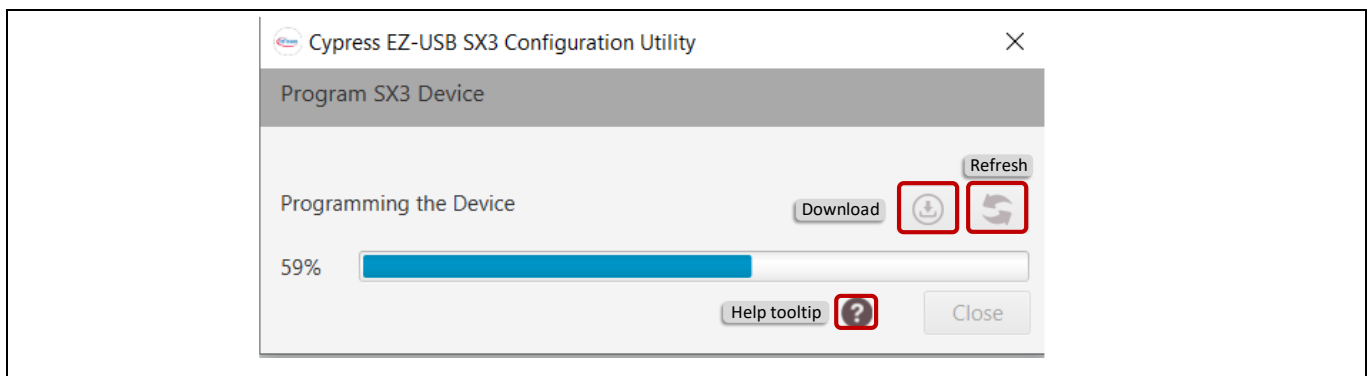 Cypress EZ-USB SX3 Configuration Utility
Program SX3 Device
Refresh
Programming the Device
Download
59%
Help tooltip
?
Close